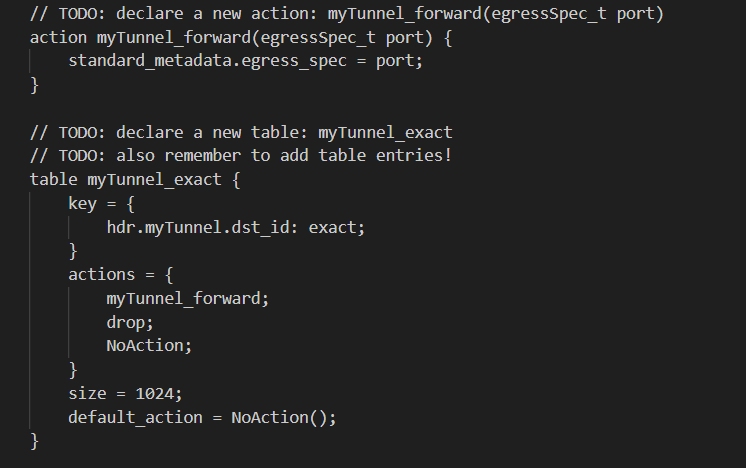 // TODO: declare a new action: myTunnel_forward(egressSpec_t port)
action myTunnel_forward(egressSpec_t port) {
    standard_metadata.egress_spec = port;
}

// TODO: declare a new table: myTunnel_exact
// TODO: also remember to add table entries!
table myTunnel_exact {
    key = {
        hdr.myTunnel.dst_id: exact;
    }
    actions = {
        myTunnel_forward;
        drop;
        NoAction;
    }
    size = 1024;
    default_action = NoAction();
}